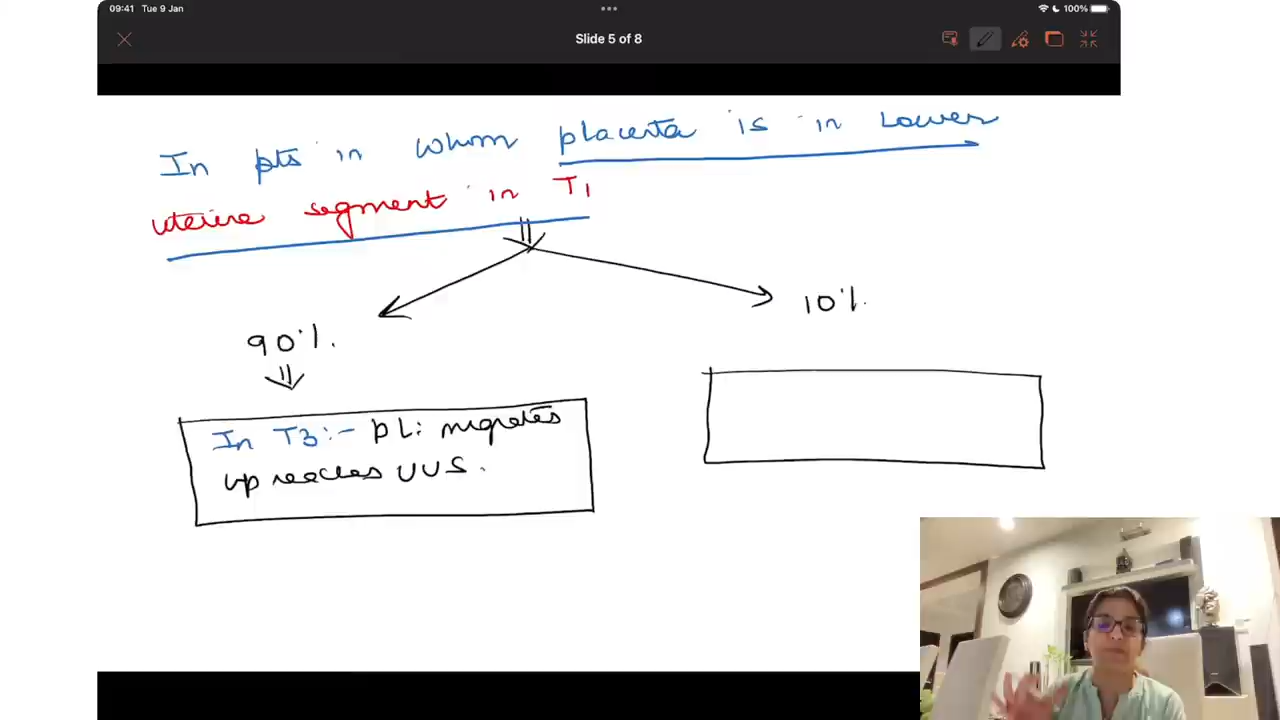 09:41 Tue 9 Jan
100%
Slide 5 of 8
In pts in whom placenta is in Lower
uterine segment in T1
90%.
10%.
In T3:- PL: migrates
up reaches UUS.